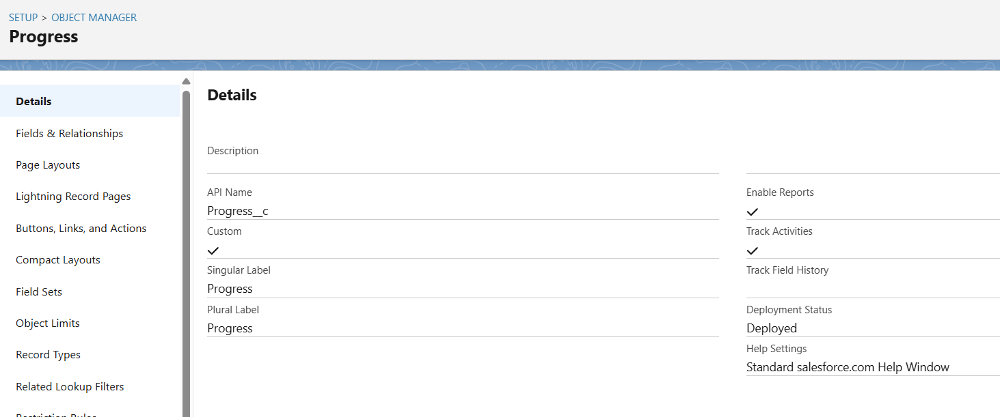 SETUP > OBJECT MANAGER
Progress
Details
Fields & Relationships
Page Layouts
Lightning Record Pages
Buttons, Links, and Actions
Compact Layouts
Field Sets
Object Limits
Record Types
Related Lookup Filters
Restriction Rules
Details
Description
API Name
Progress__c
Custom
Singular Label
Progress
Plural Label
Progress
Enable Reports
Track Activities
Track Field History
Deployment Status
Deployed
Help Settings
Standard salesforce.com Help Window